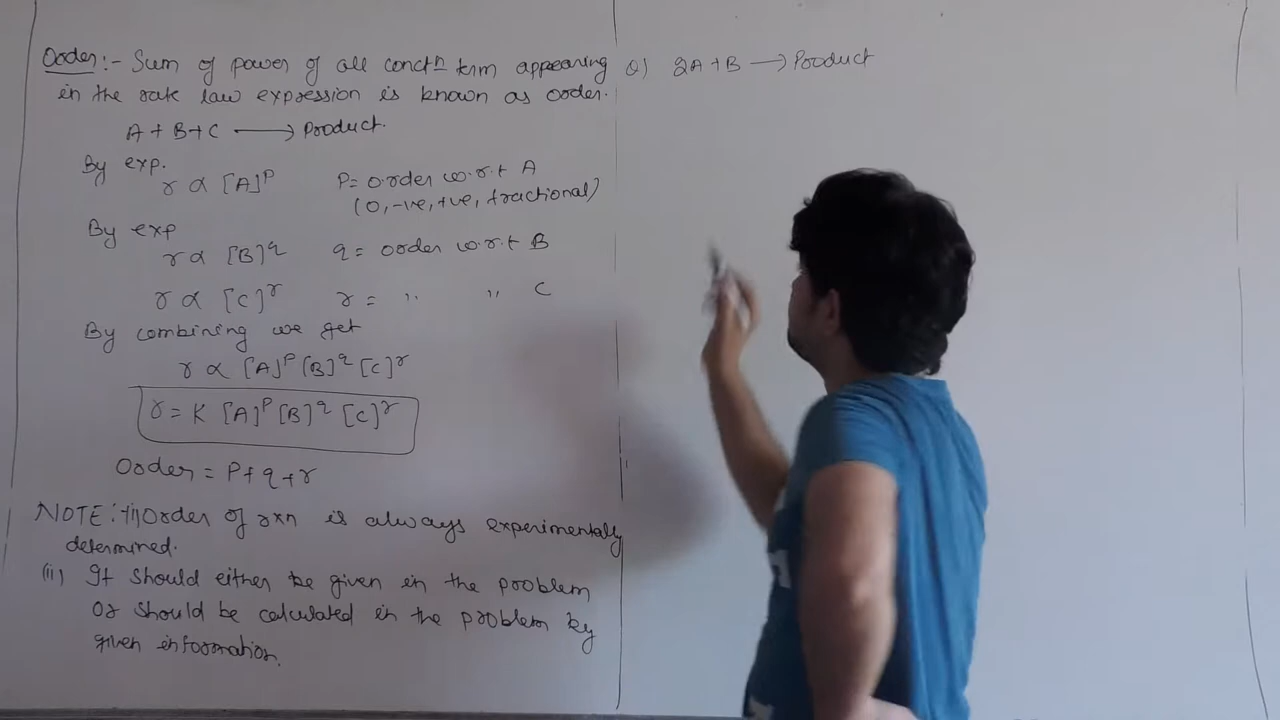 Order:- Sum of power of all conctn term appearing
in the rate law expression is known as order.
A + B + C ⟶ Product.
By exp.
r ∝ [A]^p P = order w.r.t A
(0, -ve, +ve, fractional)
By exp
r ∝ [B]^q q = order w.r.t B
r ∝ [C]^r r = " " C
By combining we get
r ∝ [A]^p [B]^q [C]^r
r = K [A]^p [B]^q [C]^r
Order = P+q+r
NOTE: (i) Order of rxn is always experimentally
determined.
(ii) It should either be given in the problem
Or should be calculated in the problem by
given information.
Q) 2A + B ⟶ Product